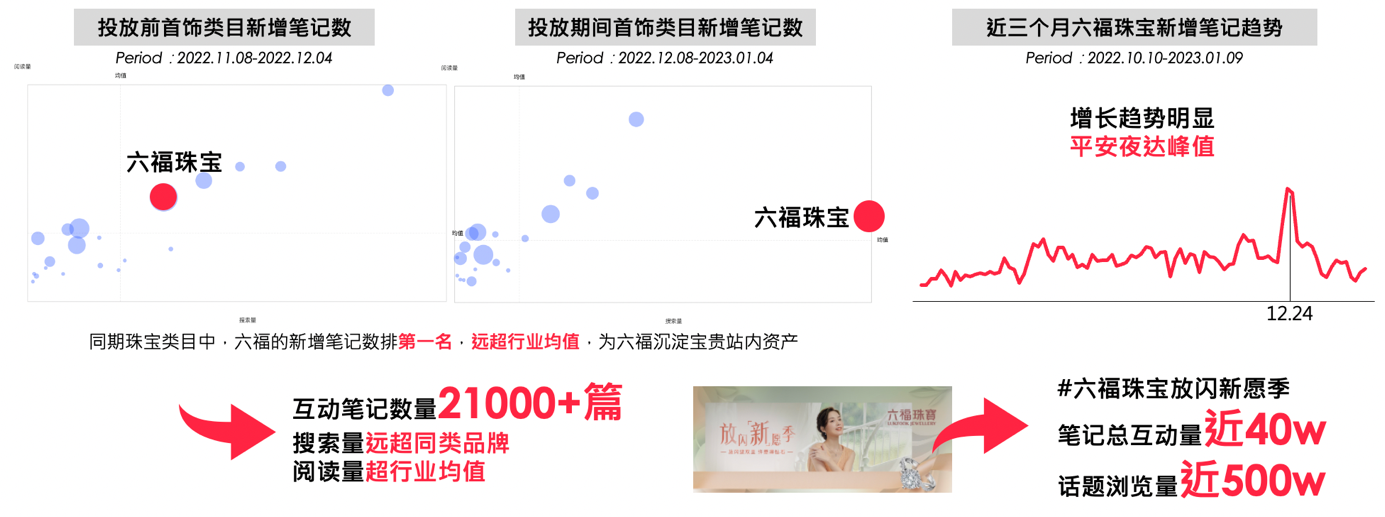 投放前首饰类目新增笔记数
Period：2022.11.08-2022.12.04
阅读量
均值
六福珠宝
搜索量
投放期间首饰类目新增笔记数
Period：2022.12.08-2023.01.04
阅读量
均值
六福珠宝
均值
均值
搜索量
近三个月六福珠宝新增笔记趋势
Period：2022.10.10-2023.01.09
增长趋势明显
平安夜达峰值
12.24
同期珠宝类目中，六福的新增笔记数排第一名，远超行业均值，为六福沉淀宝贵站内资产
互动笔记数量21000+篇
搜索量远超同类品牌
阅读量超行业均值
放闪「新」愿季
六福珠寶
LUKFOOK JEWELLERY
#六福珠宝放闪新愿季
笔记总互动量近40w
话题浏览量近500w